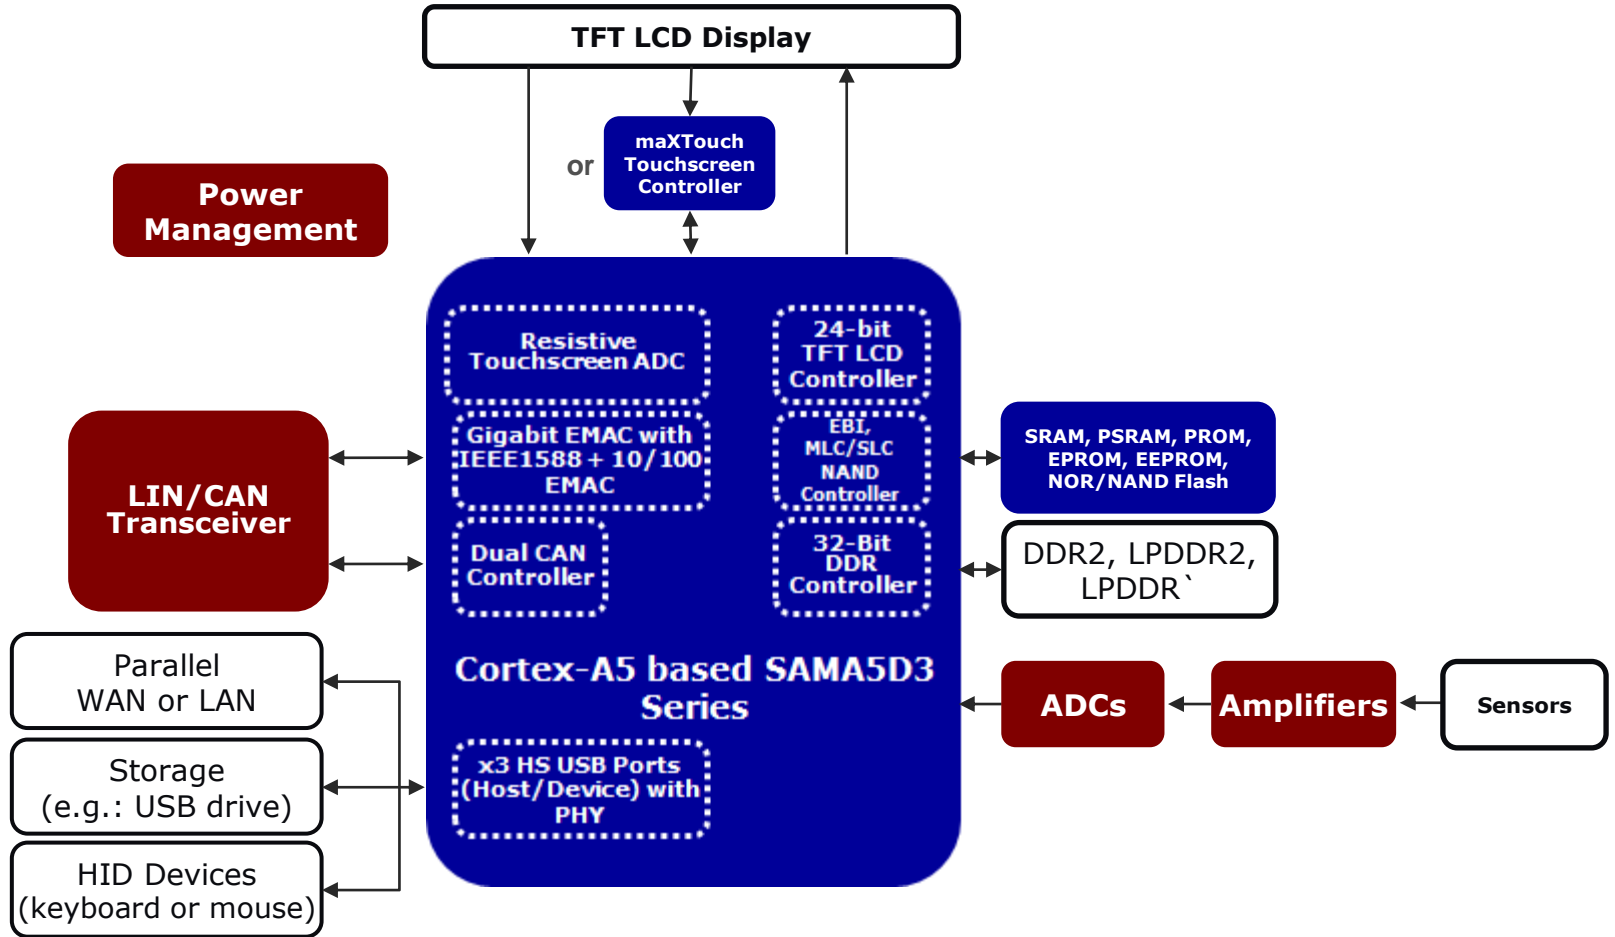 TFT LCD Display
maXTouch
Touchscreen
Controller
or
Power
Management
Resistive
Touchscreen ADC
24-bit
TFT LCD
Controller
Gigabit EMAC with
IEEE1588 + 10/100
EMAC
EBI,
MLC/SLC
NAND
Controller
SRAM, PSRAM, PROM,
EPROM, EEPROM,
NOR/NAND Flash
LIN/CAN
Transceiver
Dual CAN
Controller
32-Bit
DDR
Controller
DDR2, LPDDR2,
LPDDR`
Parallel
WAN or LAN
Cortex-A5 based SAMA5D3
Series
ADCs
Amplifiers
Sensors
Storage
(e.g.: USB drive)
x3 HS USB Ports
(Host/Device) with
PHY
HID Devices
(keyboard or mouse)